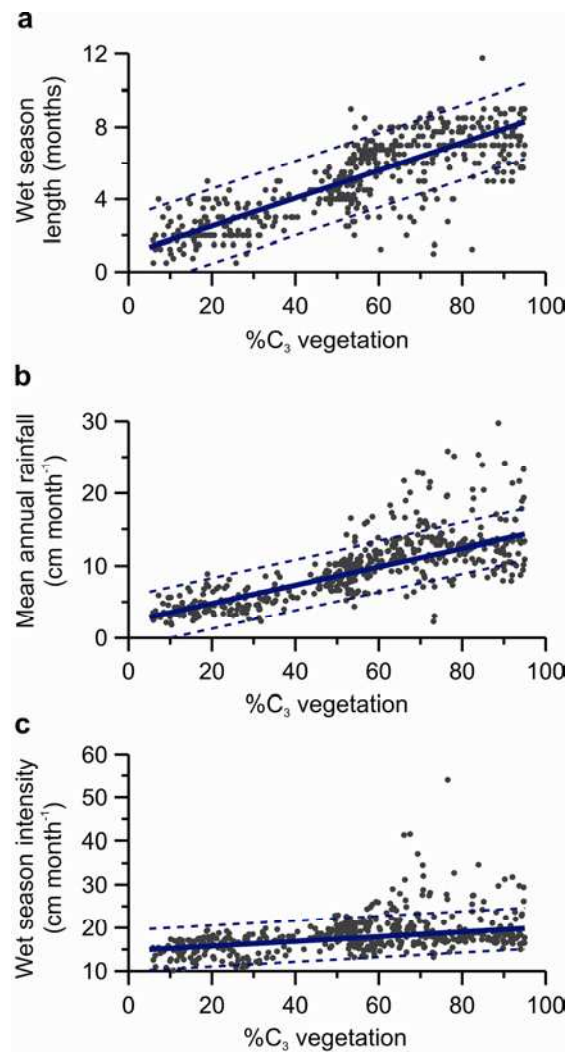 a
Wet season
length (months)
12
8
4
0
0 20 40 60 80 100
%C₃ vegetation
b
Mean annual rainfall
(cm month⁻¹)
30
20
10
0
0 20 40 60 80 100
%C₃ vegetation
c
Wet season intensity
(cm month⁻¹)
60
50
40
30
20
10
0 20 40 60 80 100
%C₃ vegetation